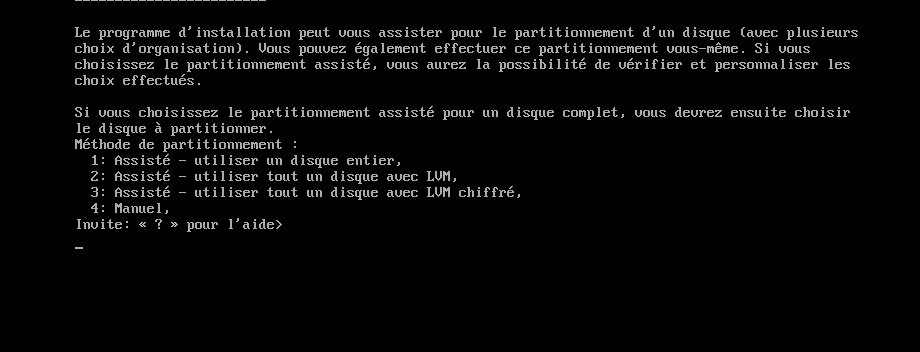 Le programme d'installation peut vous assister pour le partitionnement d'un disque (avec plusieurs
choix d'organisation). Vous pouvez également effectuer ce partitionnement vous-même. Si vous
choisissez le partitionnement assisté, vous aurez la possibilité de vérifier et personnaliser les
choix effectués.
Si vous choisissez le partitionnement assisté pour un disque complet, vous devrez ensuite choisir
le disque à partitionner.
Méthode de partitionnement :
1: Assisté - utiliser un disque entier,
2: Assisté - utiliser tout un disque avec LVM,
3: Assisté - utiliser tout un disque avec LVM chiffré,
4: Manuel,
Invite: « ? » pour l'aide>